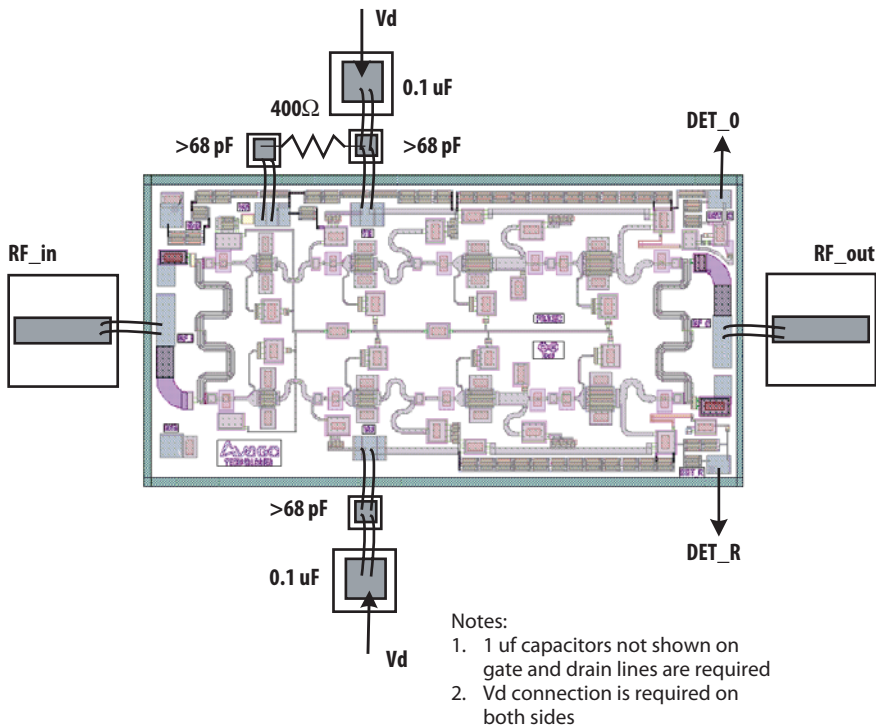 Vd
0.1 uF
400Ω
>68 pF
>68 pF
DET_0
RF_in
RF_out
>68 pF
DET_R
0.1 uF
Vd
Notes:
1. 1 uf capacitors not shown on
gate and drain lines are required
2. Vd connection is required on
both sides